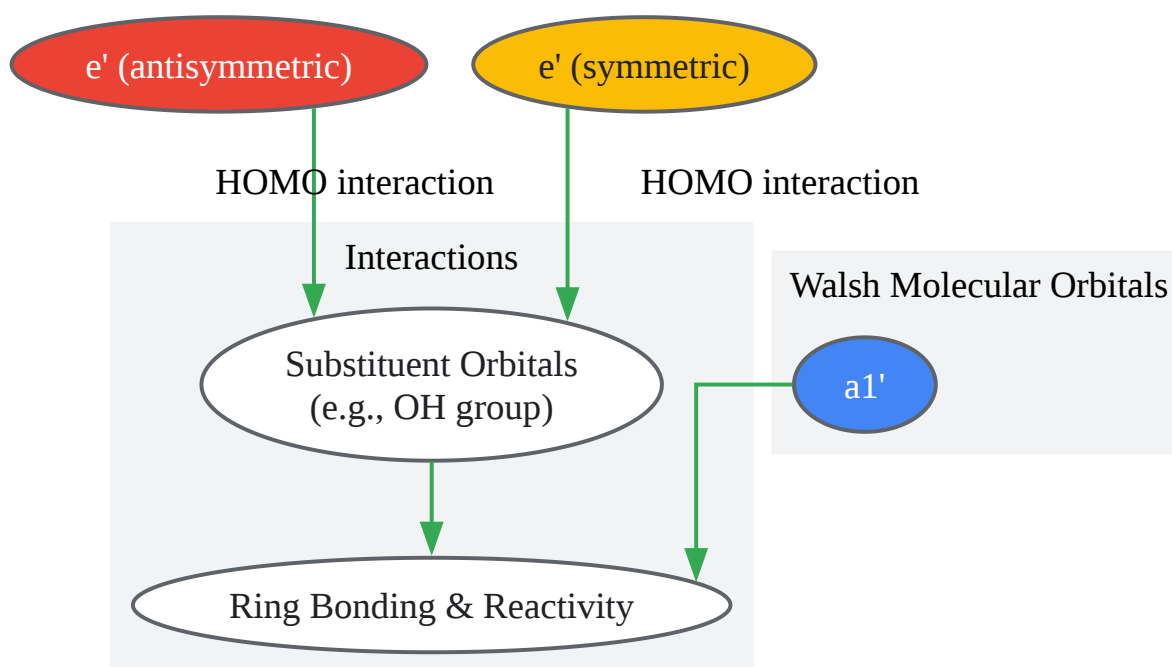 e' (antisymmetric)
e' (symmetric)
HOMO interaction
HOMO interaction
Interactions
Walsh Molecular Orbitals
Substituent Orbitals
(e.g., OH group)
a1'
Ring Bonding & Reactivity